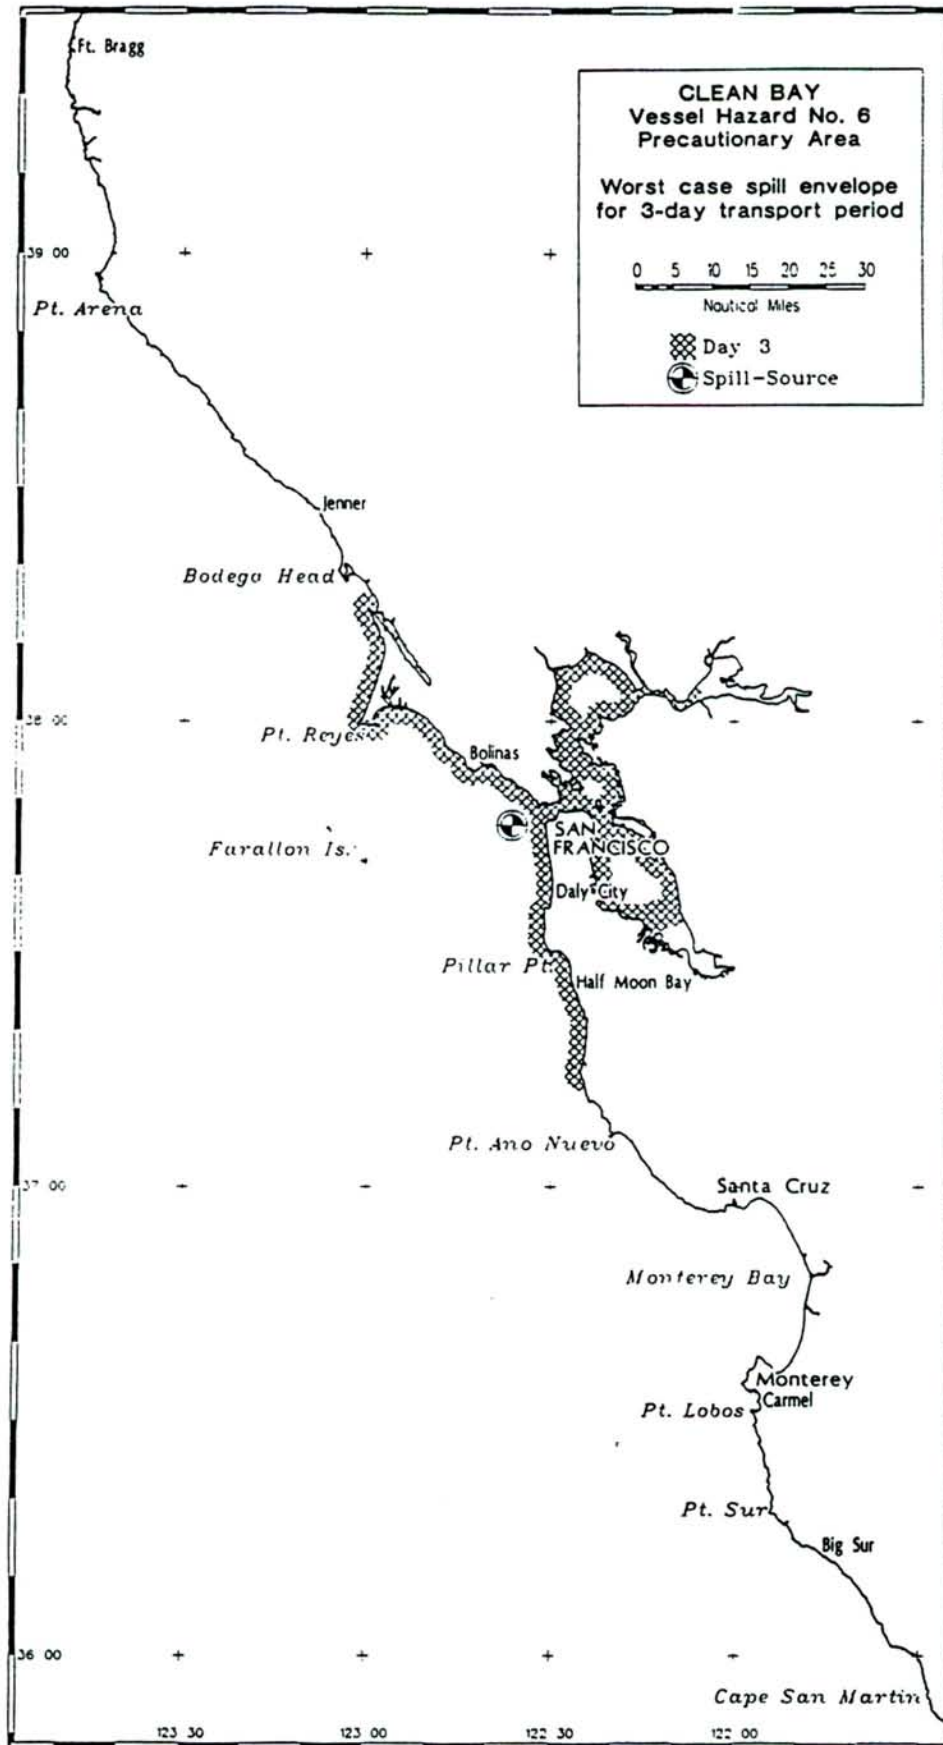 Ft. Bragg
CLEAN BAY
Vessel Hazard No. 6
Precautionary Area
Worst case spill envelope
for 3-day transport period
0 5 10 15 20 25 30
Nautical Miles
Day 3
Spill-Source
39 00
Pt. Arena
Jenner
Bodega Head
38 00
Pt. Reyes
Bolinas
SAN
FRANCISCO
Farallon Is.
Daly City
Pillar Pt.
Half Moon Bay
Pt. Ano Nuevo
37 00
Santa Cruz
Monterey Bay
Monterey
Carmel
Pt. Lobos
Pt. Sur
Big Sur
36 00
Cape San Martin
123 30 123 00 122 30 122 00